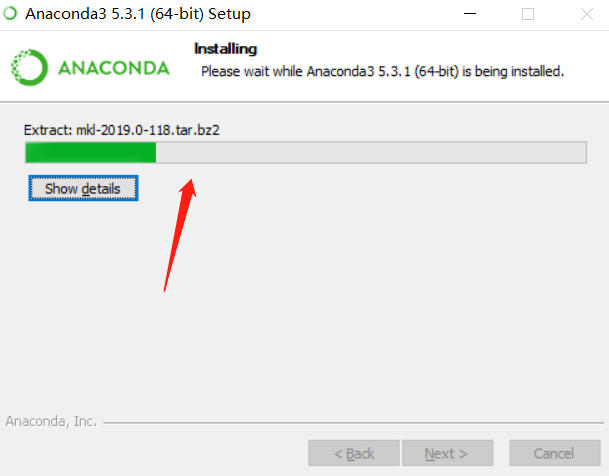 Anaconda3 5.3.1 (64-bit) Setup
Installing
Please wait while Anaconda3 5.3.1 (64-bit) is being installed.
ANACONDA
Extract: mkl-2019.0-118.tar.bz2
Show details
Anaconda, Inc.
< Back
Next >
Cancel